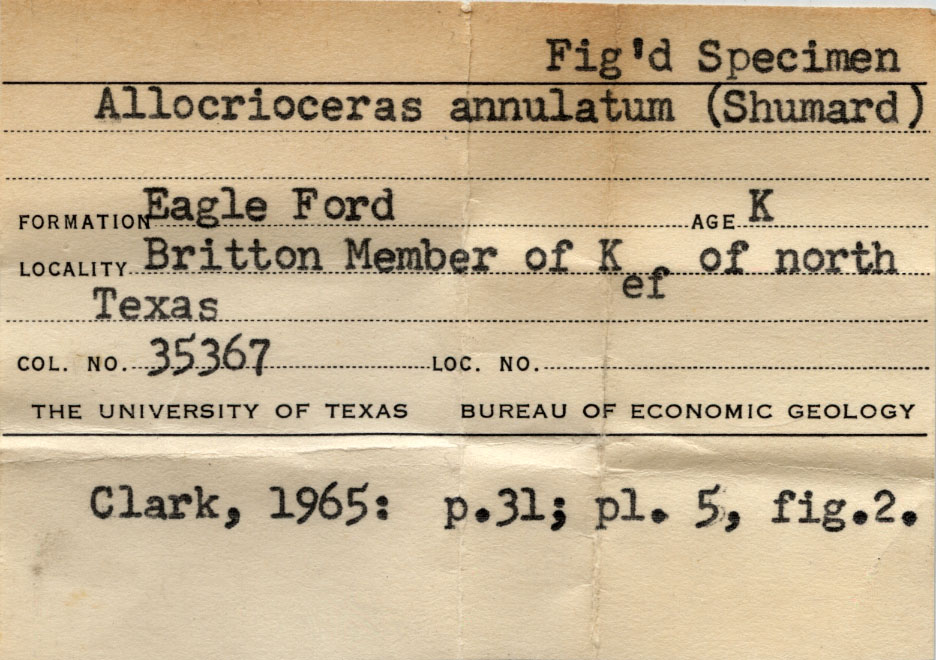 Fig'd Specimen
Allocrioceras annulatum (Shumard)
FORMATION Eagle Ford AGE K
LOCALITY Britton Member of Kef of north
Texas
COL. NO. 35367 LOC. NO.
THE UNIVERSITY OF TEXAS BUREAU OF ECONOMIC GEOLOGY
Clark, 1965: p.31; pl. 5, fig.2.